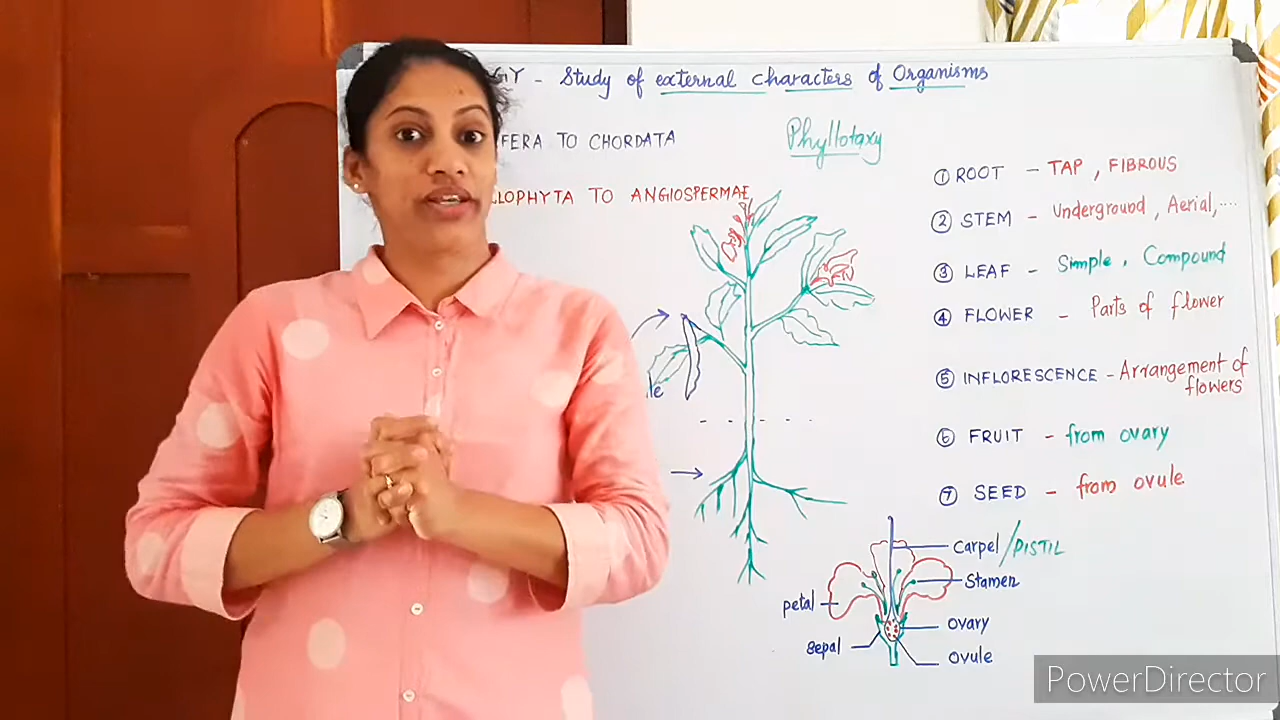 GY - Study of external characters of Organisms
FERA TO CHORDATA
Phyllotaxy
LOPHYTA TO ANGIOSPERMAE
① ROOT - TAP , FIBROUS
② STEM - Underground , Aerial,....
③ LEAF - Simple , Compound
④ FLOWER - Parts of flower
⑤ INFLORESCENCE - Arrangement of
flowers
⑥ FRUIT - from ovary
⑦ SEED - from ovule
Carpel/PISTIL
Stamen
petal
Ovary
Sepal
Ovule
PowerDirector